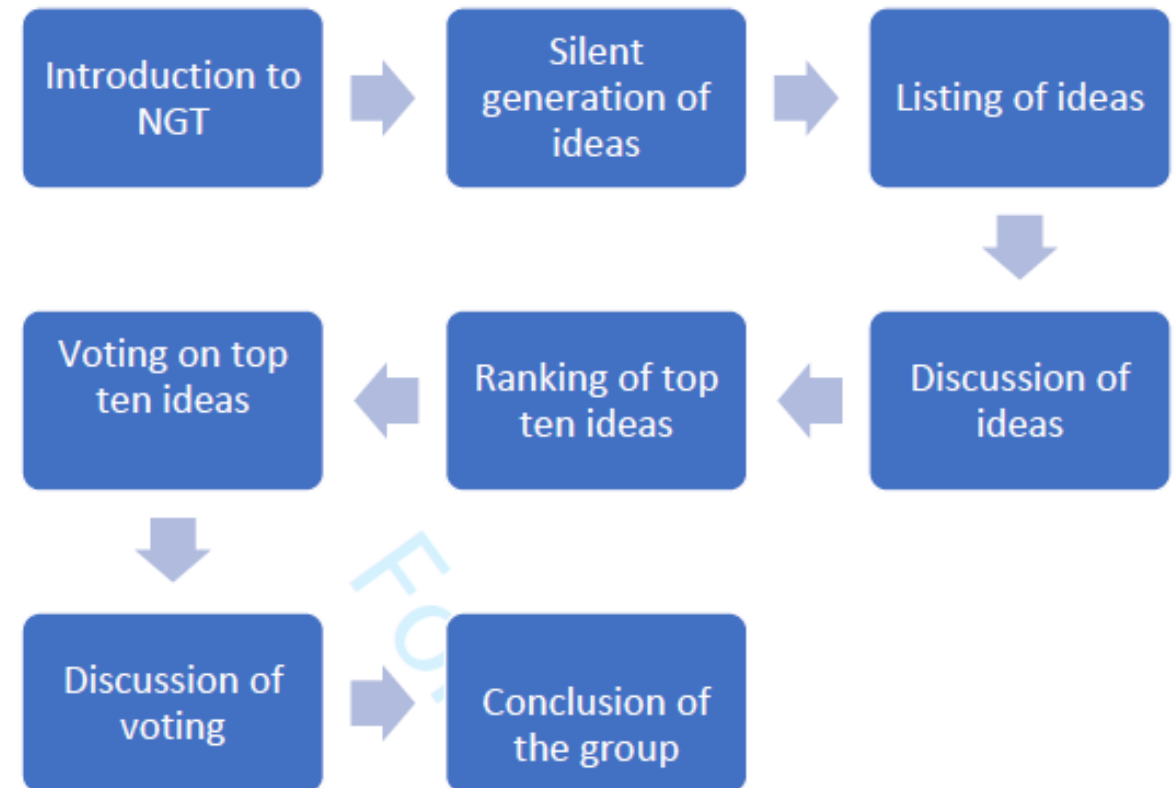 Introduction to
NGT
Silent
generation of
ideas
Listing of ideas
Discussion of
ideas
Ranking of top
ten ideas
Voting on top
ten ideas
Discussion of
voting
Conclusion of
the group